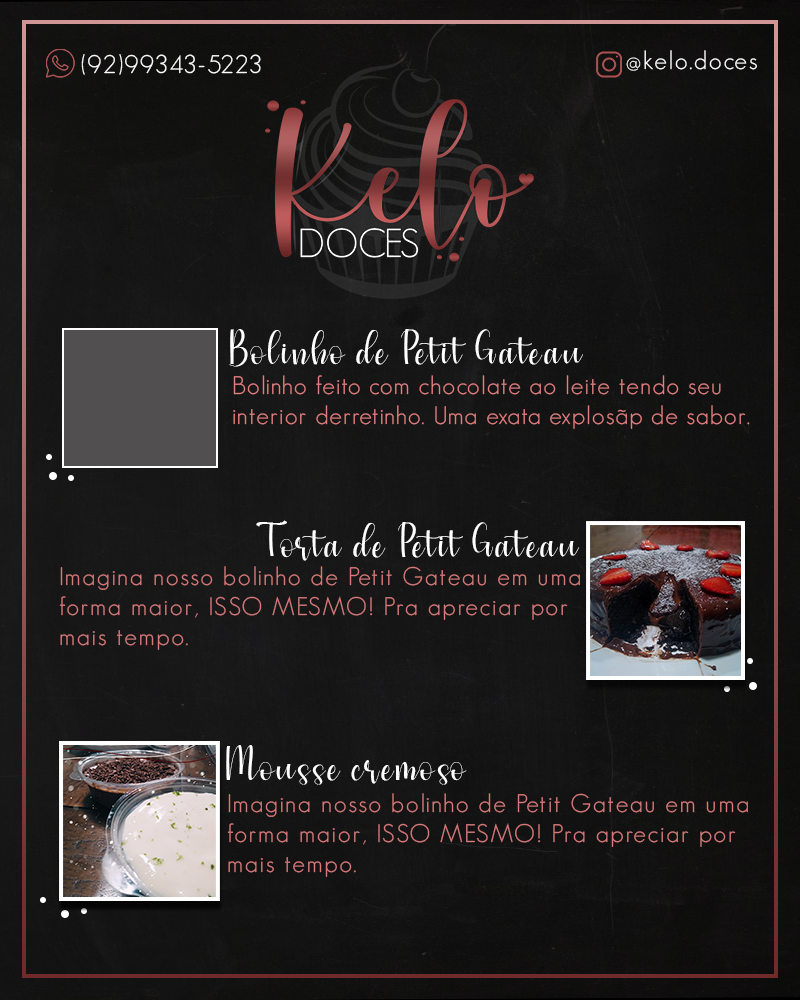 (92)99343-5223
@kelo.doces
Kelo
DOCES
Bolinho de Petit Gateau
Bolinho feito com chocolate ao leite tendo seu
interior derretinho. Uma exata explosãp de sabor.
Torta de Petit Gateau
Imagina nosso bolinho de Petit Gateau em uma
forma maior, ISSO MESMO! Pra apreciar por
mais tempo.
Mousse cremoso
Imagina nosso bolinho de Petit Gateau em uma
forma maior, ISSO MESMO! Pra apreciar por
mais tempo.